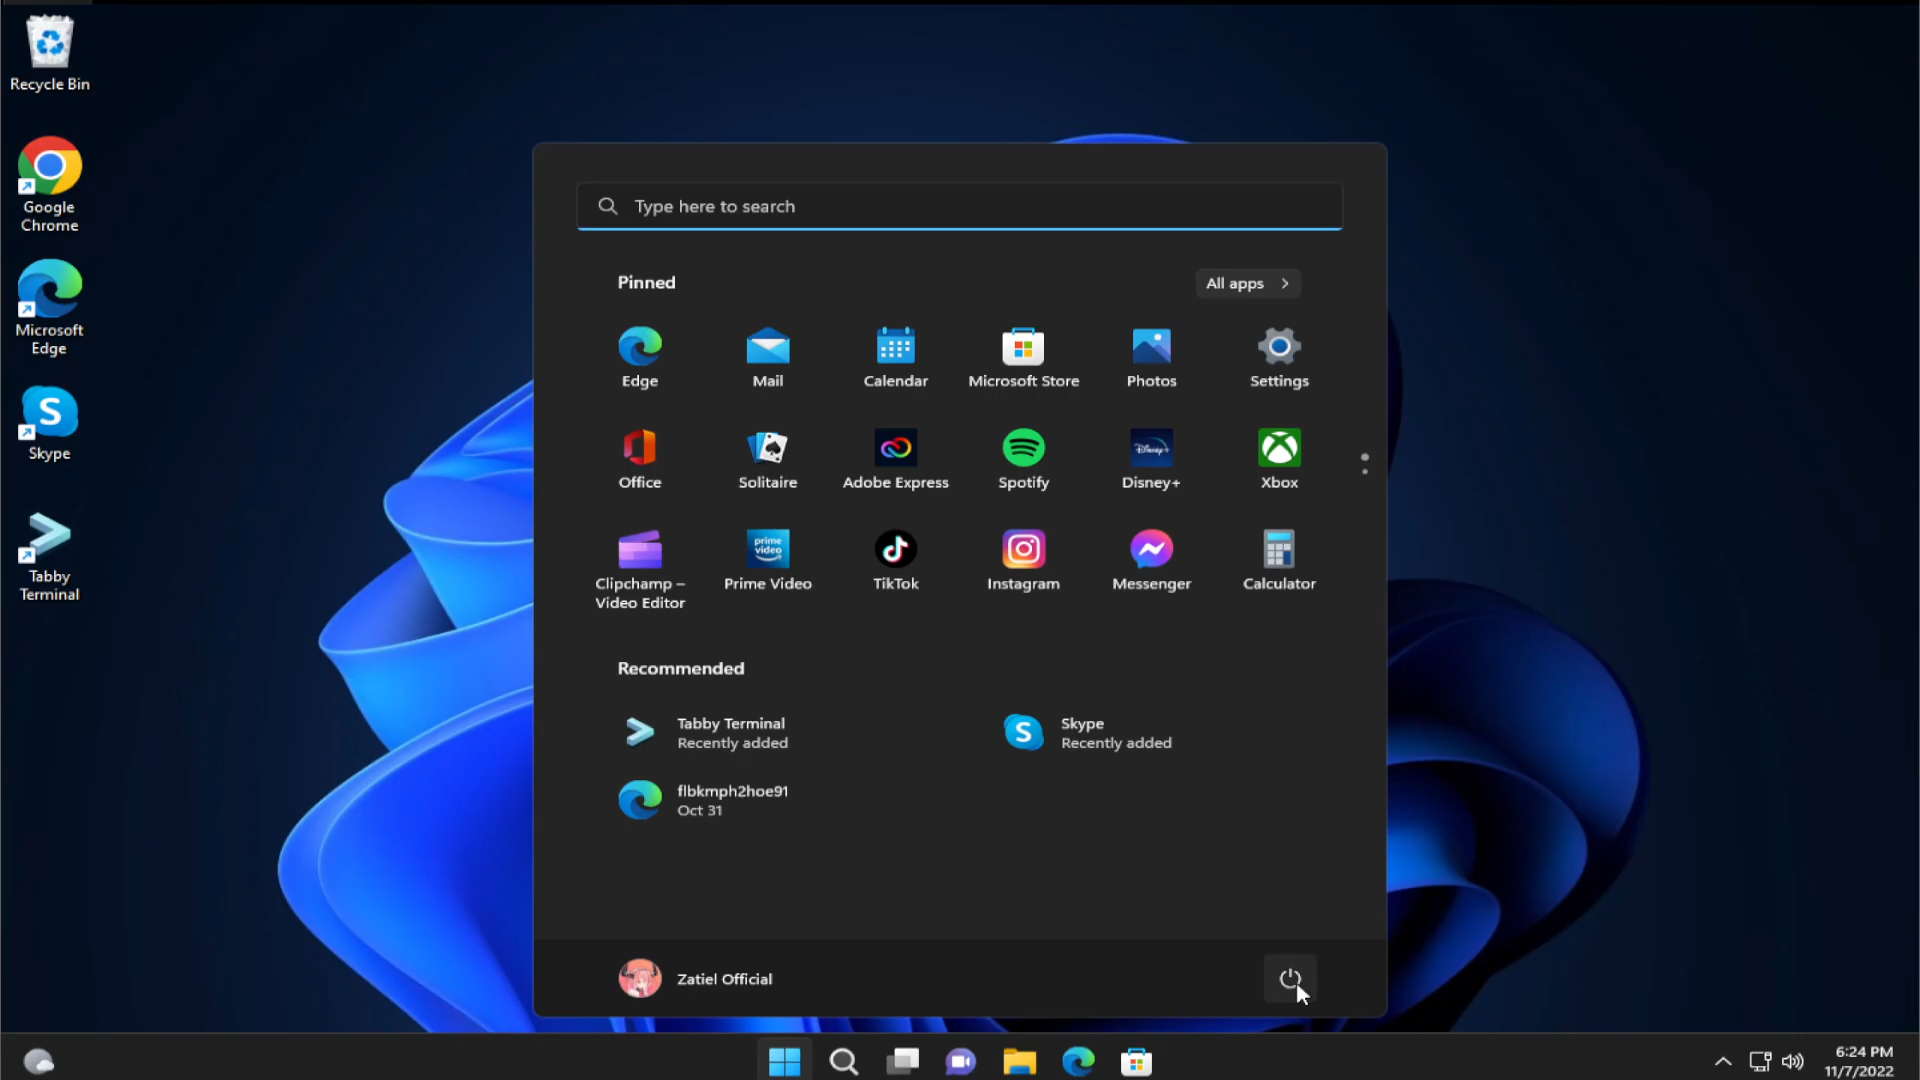 Recycle Bin
Google
Chrome
Microsoft
Edge
Skype
Tabby
Terminal
Type here to search
Pinned
All apps
Edge
Mail
Calendar
Microsoft Store
Photos
Settings
Office
Solitaire
Adobe Express
Spotify
Disney+
Disney+
Xbox
prime
video
Clipchamp –
Video Editor
Prime Video
TikTok
Instagram
Messenger
Calculator
Recommended
Tabby Terminal
Recently added
Skype
Recently added
flbkmph2hoe91
Oct 31
Zatiel Official
6:24 PM
11/7/2022